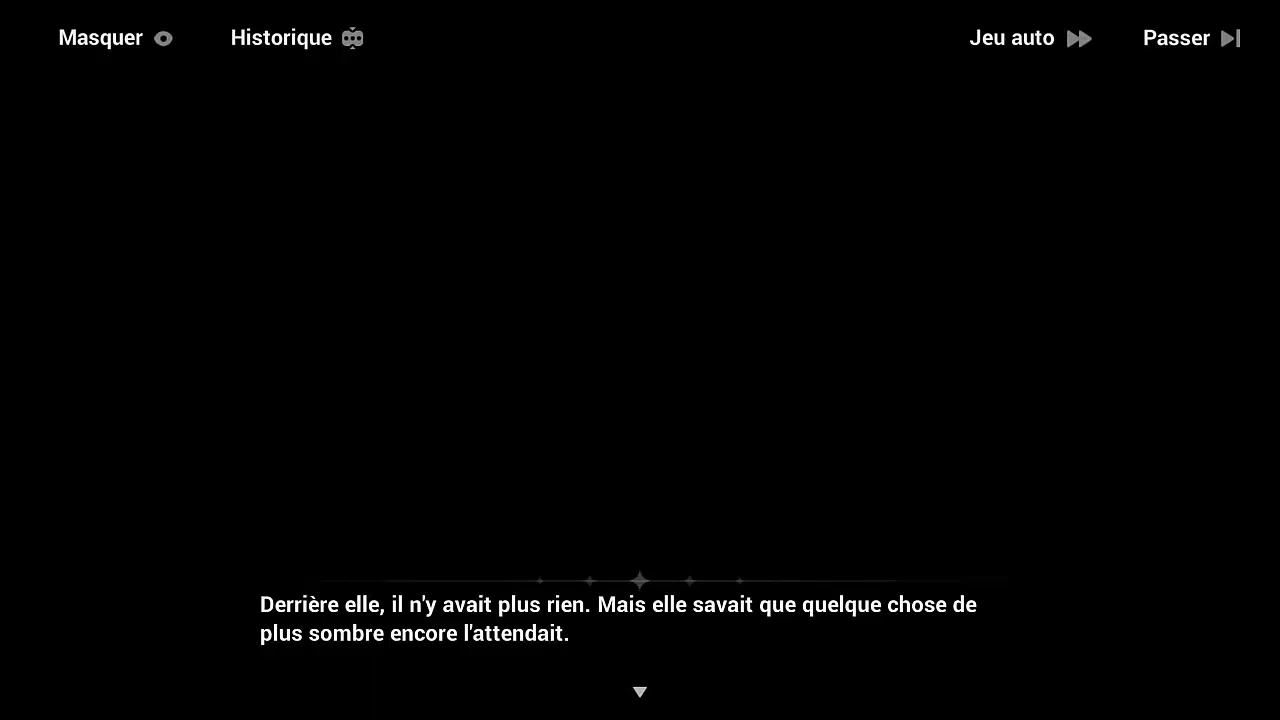 Masquer
Historique
Jeu auto
Passer
Derrière elle, il n'y avait plus rien. Mais elle savait que quelque chose de
plus sombre encore l'attendait.